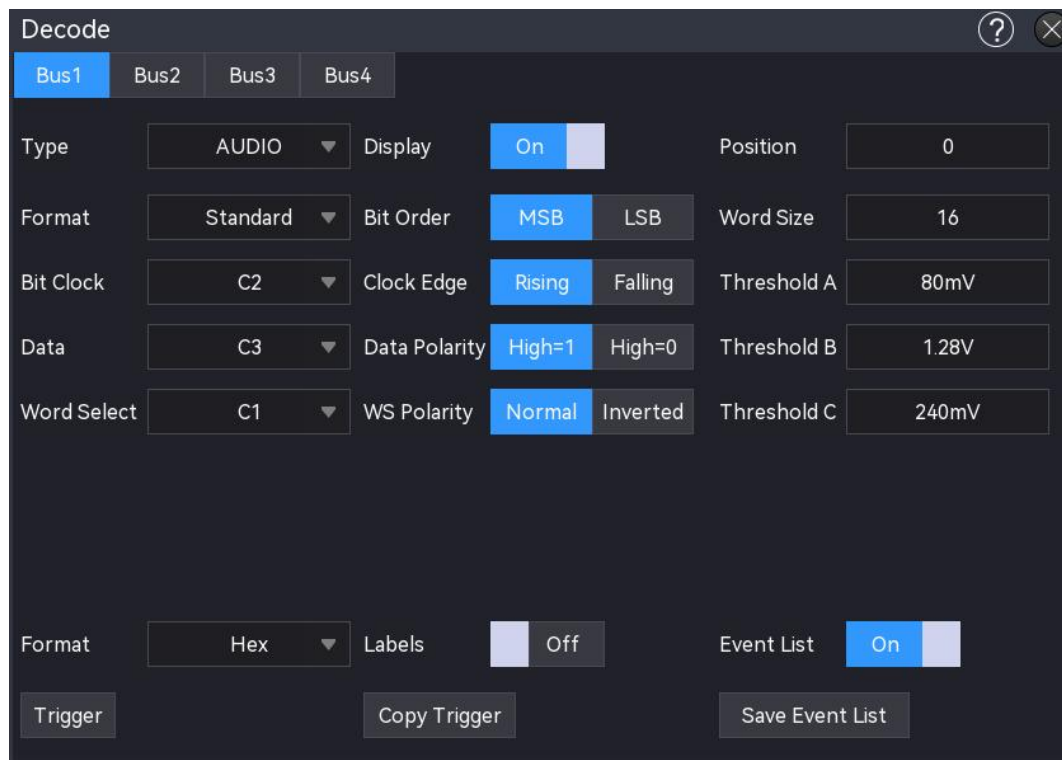 Decode ?
Bus1 Bus2 Bus3 Bus4
Type AUDIO Display On Position 0
Format Standard Bit Order MSB LSB Word Size 16
Bit Clock C2 Clock Edge Rising Falling Threshold A 80mV
Data C3 Data Polarity High=1 High=0 Threshold B 1.28V
Word Select C1 WS Polarity Normal Inverted Threshold C 240mV
Format Hex Labels Off Event List On
Trigger Copy Trigger Save Event List